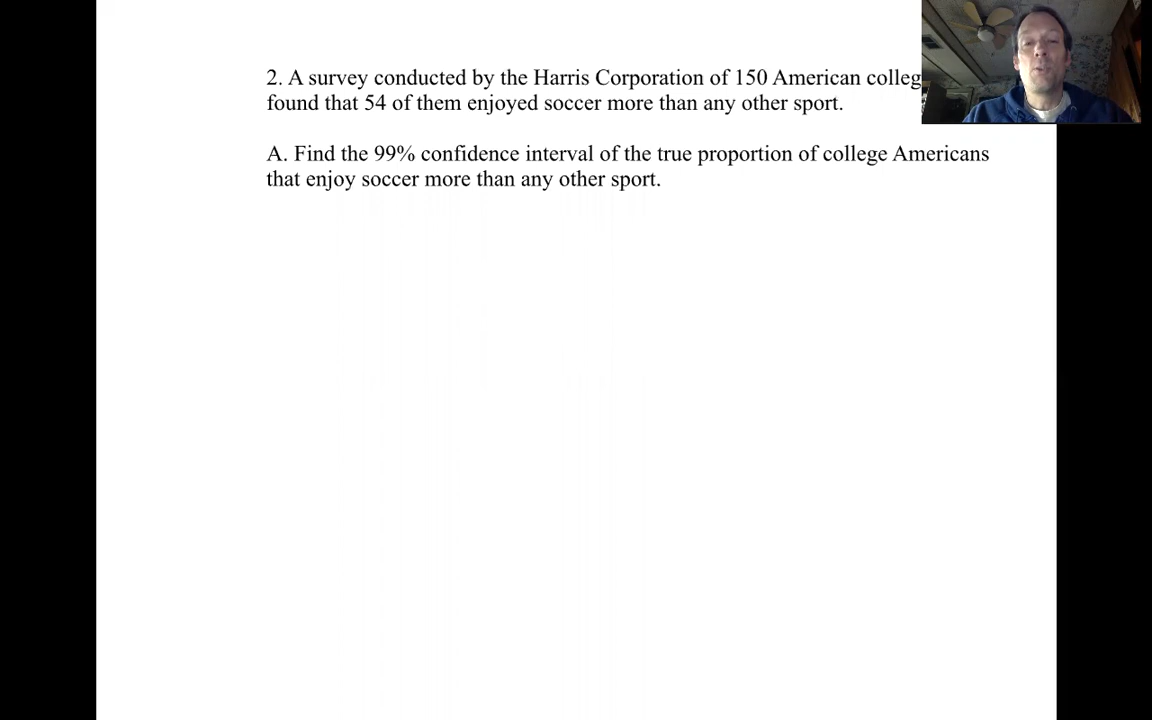 2. A survey conducted by the Harris Corporation of 150 American colleg
found that 54 of them enjoyed soccer more than any other sport.
A. Find the 99% confidence interval of the true proportion of college Americans
that enjoy soccer more than any other sport.